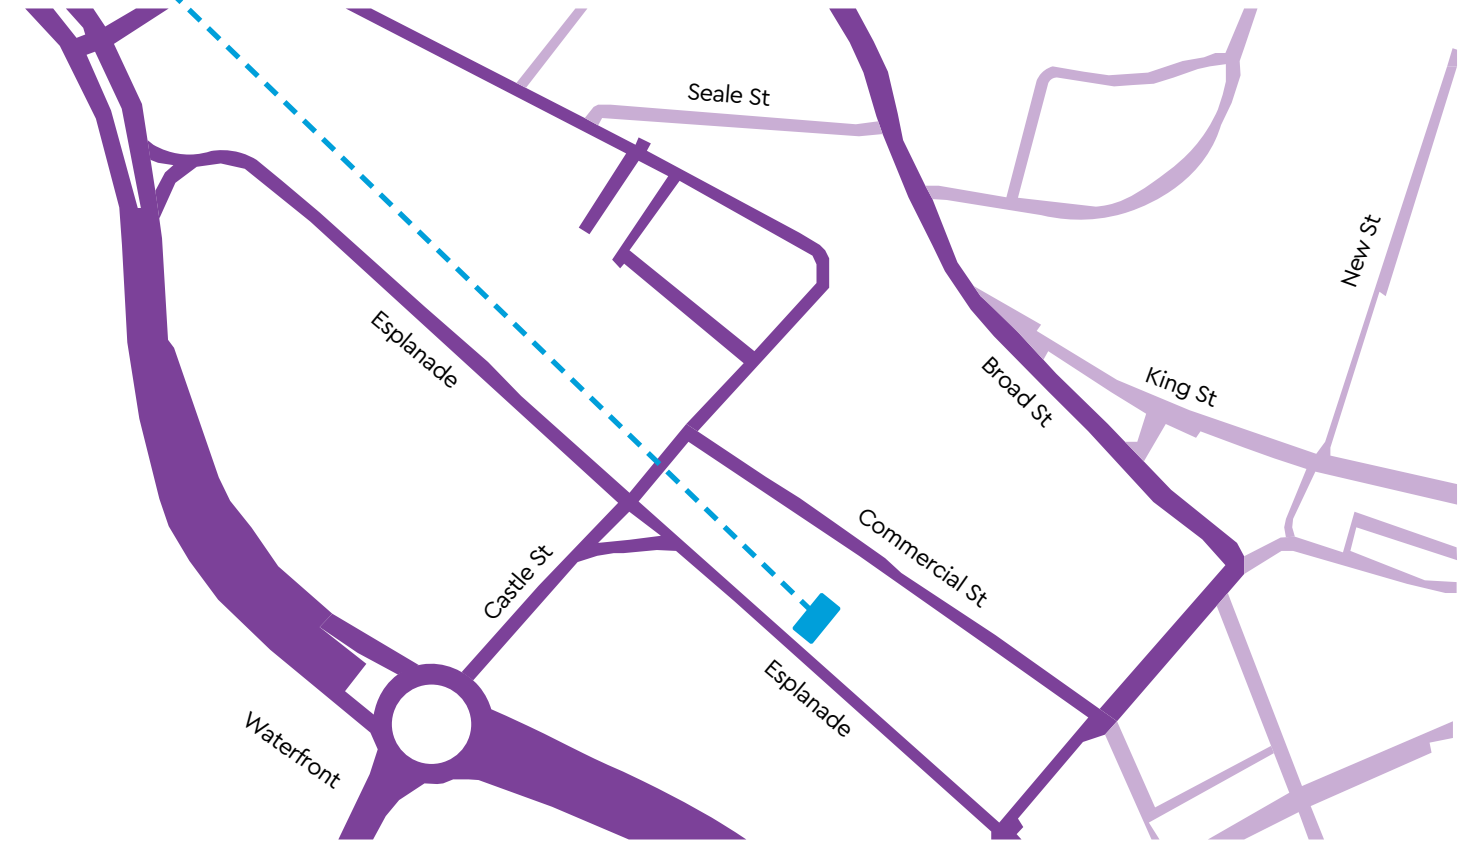 Seale St
New St
Esplanade
Broad St
King St
Commercial St
Castle St
Esplanade
Waterfront